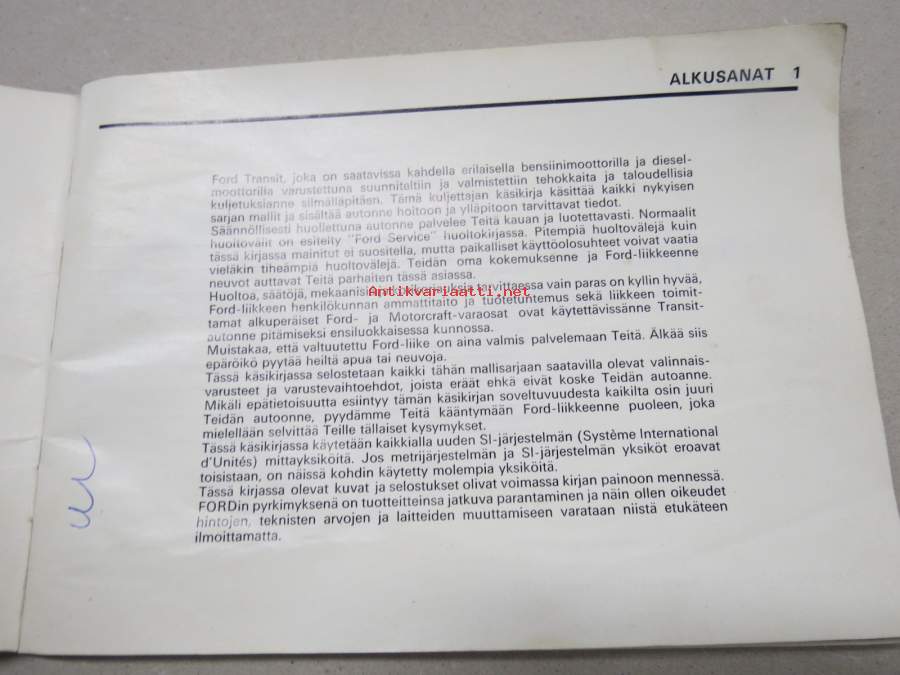 ALKUSANAT 1
Ford Transit, joka on saatavissa kahdella erilaisella bensiinimoottorilla ja diesel-
moottorilla varustettuna suunniteltiin ja valmistettiin tehokkaita ja taloudellisia
kuljetuksianne silmälläpitäen. Tämä kuljettajan käsikirja käsittää kaikki nykyisen
sarjan mallit ja sisältää autonne hoitoon ja ylläpitoon tarvittavat tiedot.
Säännöllisesti huollettuna autonne palvelee Teitä kauan ja luotettavasti. Normaalit
huoltovälit on esitelty "Ford Service" huoltokirjassa. Pitempiä huoltovälejä kuin
tässä kirjassa mainitut ei suositella, mutta paikalliset käyttöolosuhteet voivat vaatia
vieläkin tiheämpiä huoltovälejä. Teidän oma kokemuksenne ja Ford-liikkeenne
neuvot auttavat Teitä parhaiten tässä asiassa.
Huoltoa, säätöjä, mekaanisia tarvittaessa vain paras on kyllin hyvää,
Antikvariaatti.net
Ford-liikkeen henkilökunnan ammattitaito ja tuotetuntemus sekä liikkeen toimit-
tamat alkuperäiset Ford- ja Motorcraft-varaosat ovat käytettävissänne Transit-
autonne pitämiseksi ensiluokkaisessa kunnossa.
Muistakaa, että valtuutettu Ford-liike on aina valmis palvelemaan Teitä. Älkää siis
epäröikö pyytää heiltä apua tai neuvoja.
Tässä käsikirjassa selostetaan kaikki tähän mallisarjaan saatavilla olevat valinnais-
varusteet ja varustevaihtoehdot, joista eräät ehkä eivät koske Teidän autoanne.
Mikäli epätietoisuutta esiintyy tämän käsikirjan soveltuvuudesta kaikilta osin juuri
Teidän autoonne, pyydämme Teitä kääntymään Ford-liikkeenne puoleen, joka
mielellään selvittää Teille tällaiset kysymykset.
Tässä käsikirjassa käytetään kaikkialla uuden SI-järjestelmän (Système International
d'Unités) mittayksiköitä. Jos metrijärjestelmän ja SI-järjestelmän yksiköt eroavat
toisistaan, on näissä kohdin käytetty molempia yksiköitä.
Tässä kirjassa olevat kuvat ja selostukset olivat voimassa kirjan painoon mennessä.
FORDin pyrkimyksenä on tuotteitteinsa jatkuva parantaminen ja näin ollen oikeudet
hintojen, teknisten arvojen ja laitteiden muuttamiseen varataan niistä etukäteen
ilmoittamatta.